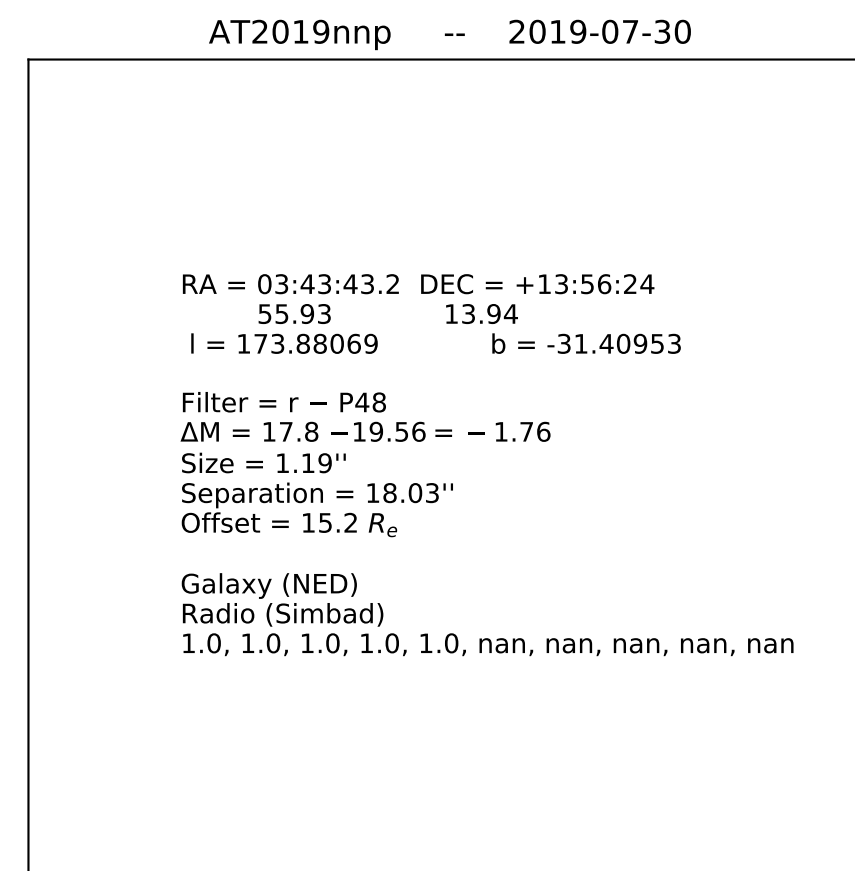 AT2019nnp -- 2019-07-30
RA = 03:43:43.2 DEC = +13:56:24
55.93 13.94
l = 173.88069 b = -31.40953
Filter = r − P48
ΔM = 17.8 −19.56 = − 1.76
Size = 1.19''
Separation = 18.03''
Offset = 15.2 Rₑ
Galaxy (NED)
Radio (Simbad)
1.0, 1.0, 1.0, 1.0, 1.0, nan, nan, nan, nan, nan